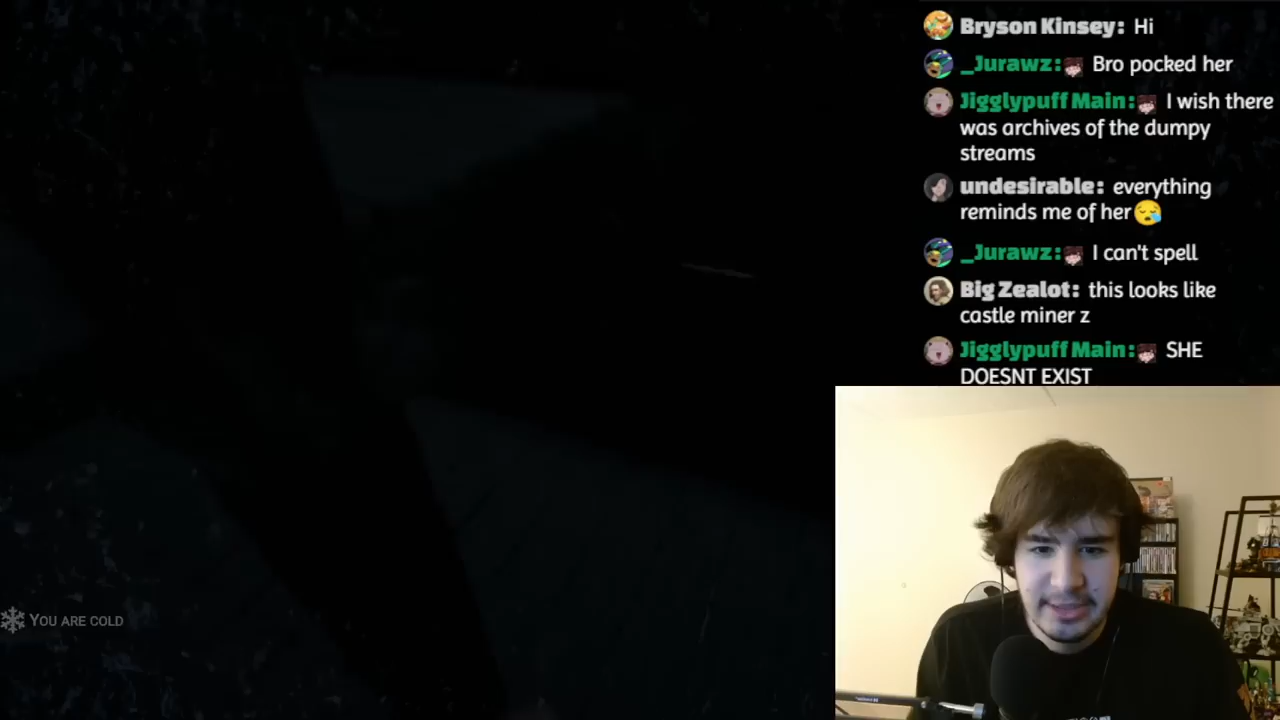 Bryson Kinsey: Hi
_Jurawz: Bro pocked her
Jigglypuff Main: I wish there
was archives of the dumpy
streams
undesirable: everything
reminds me of her
_Jurawz: I can't spell
Big Zealot: this looks like
castle miner z
Jigglypuff Main: SHE
DOESNT EXIST
YOU ARE COLD